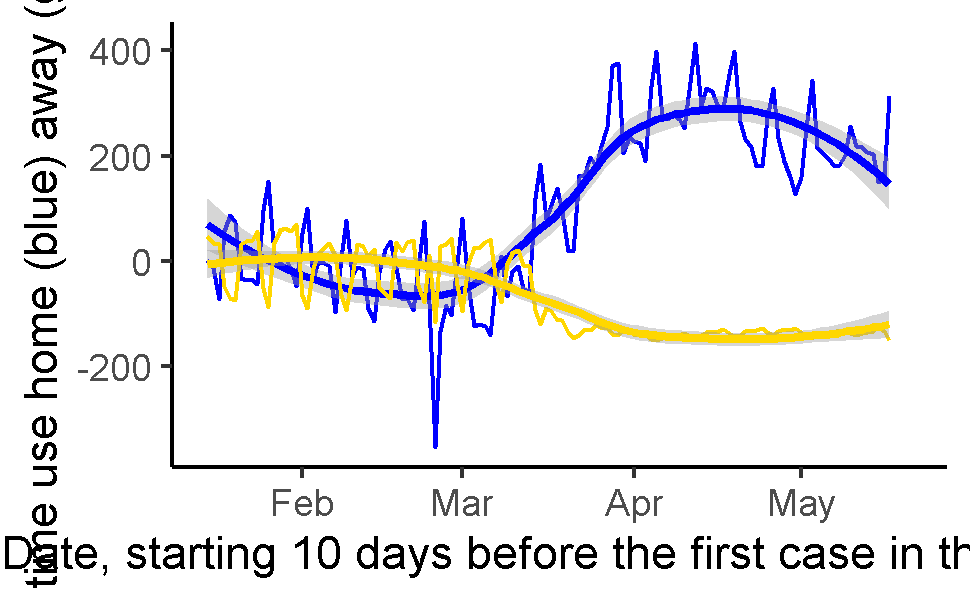 time use home (blue) away (
400
200
0
-200
Feb Mar Apr May
Date, starting 10 days before the first case in th